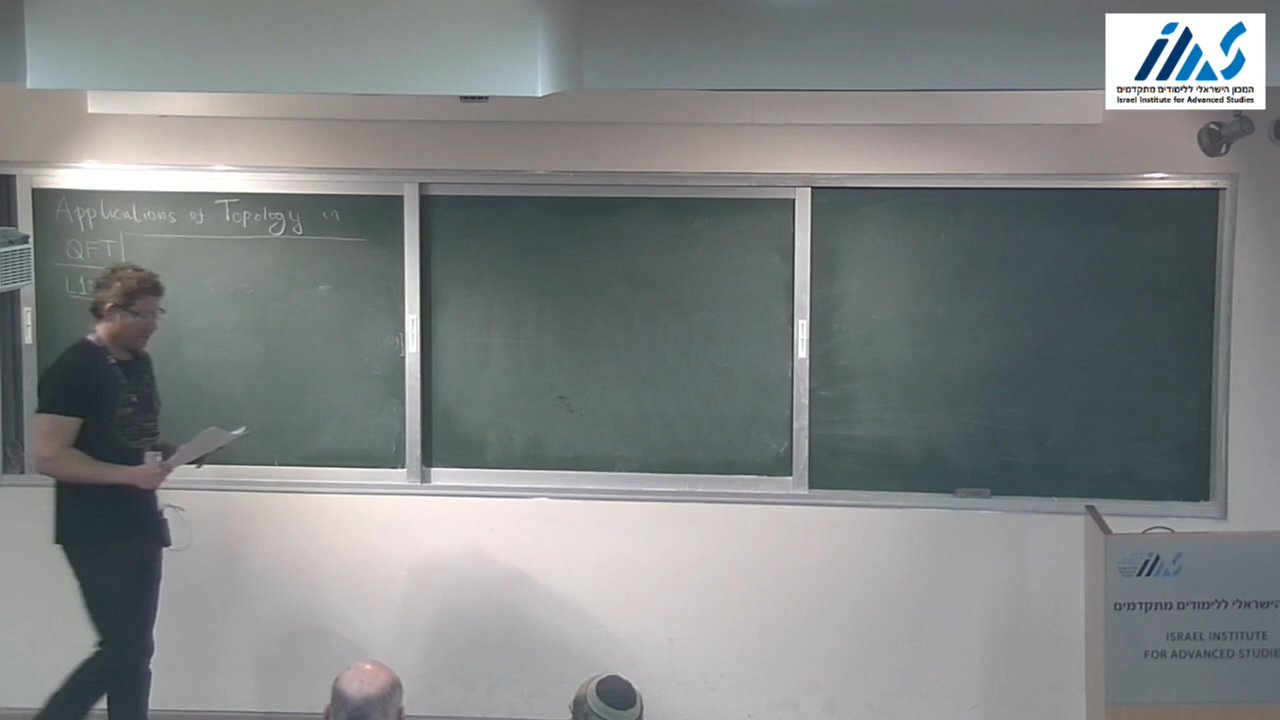 המכון הישראלי ללימודים מתקדמים
Israel Institute for Advanced Studies
Applications of Topology in
QFT
L1
הישראלי ללימודים מתקדמים
ISRAEL INSTITUTE
FOR ADVANCED STUDIE